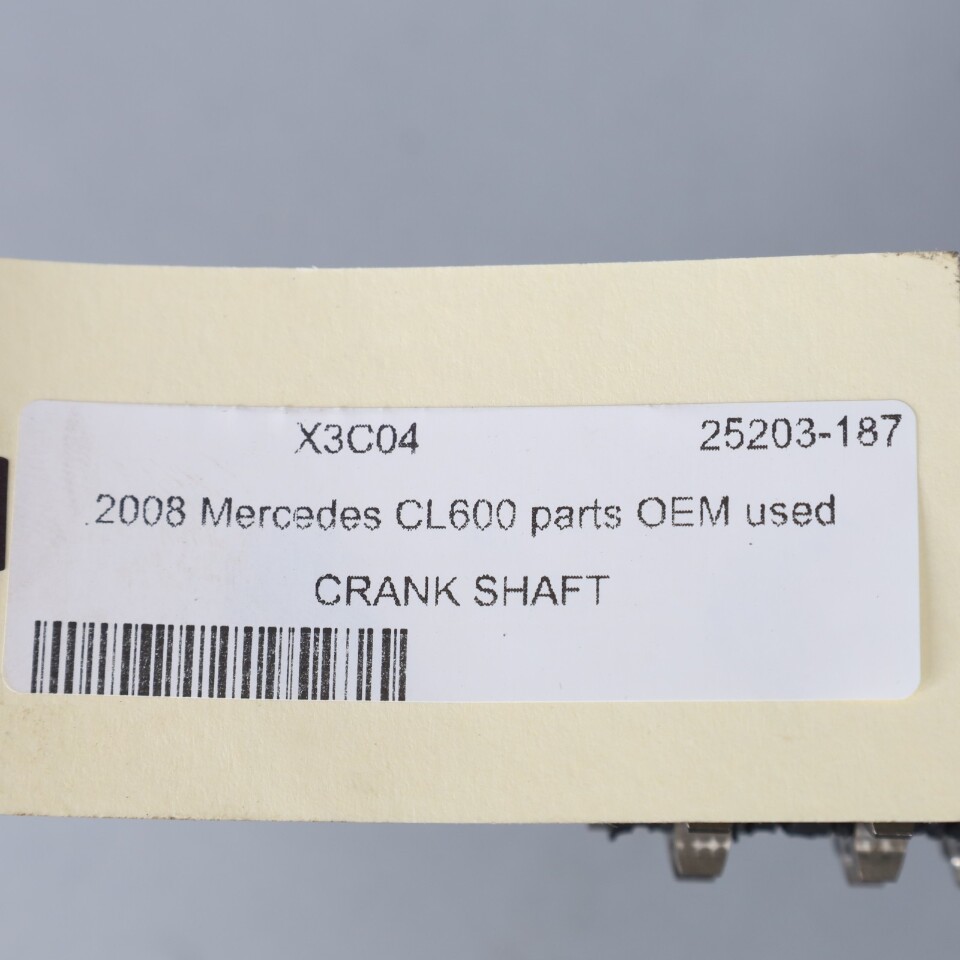 X3C04 25203-187
2008 Mercedes CL600 parts OEM used
CRANK SHAFT